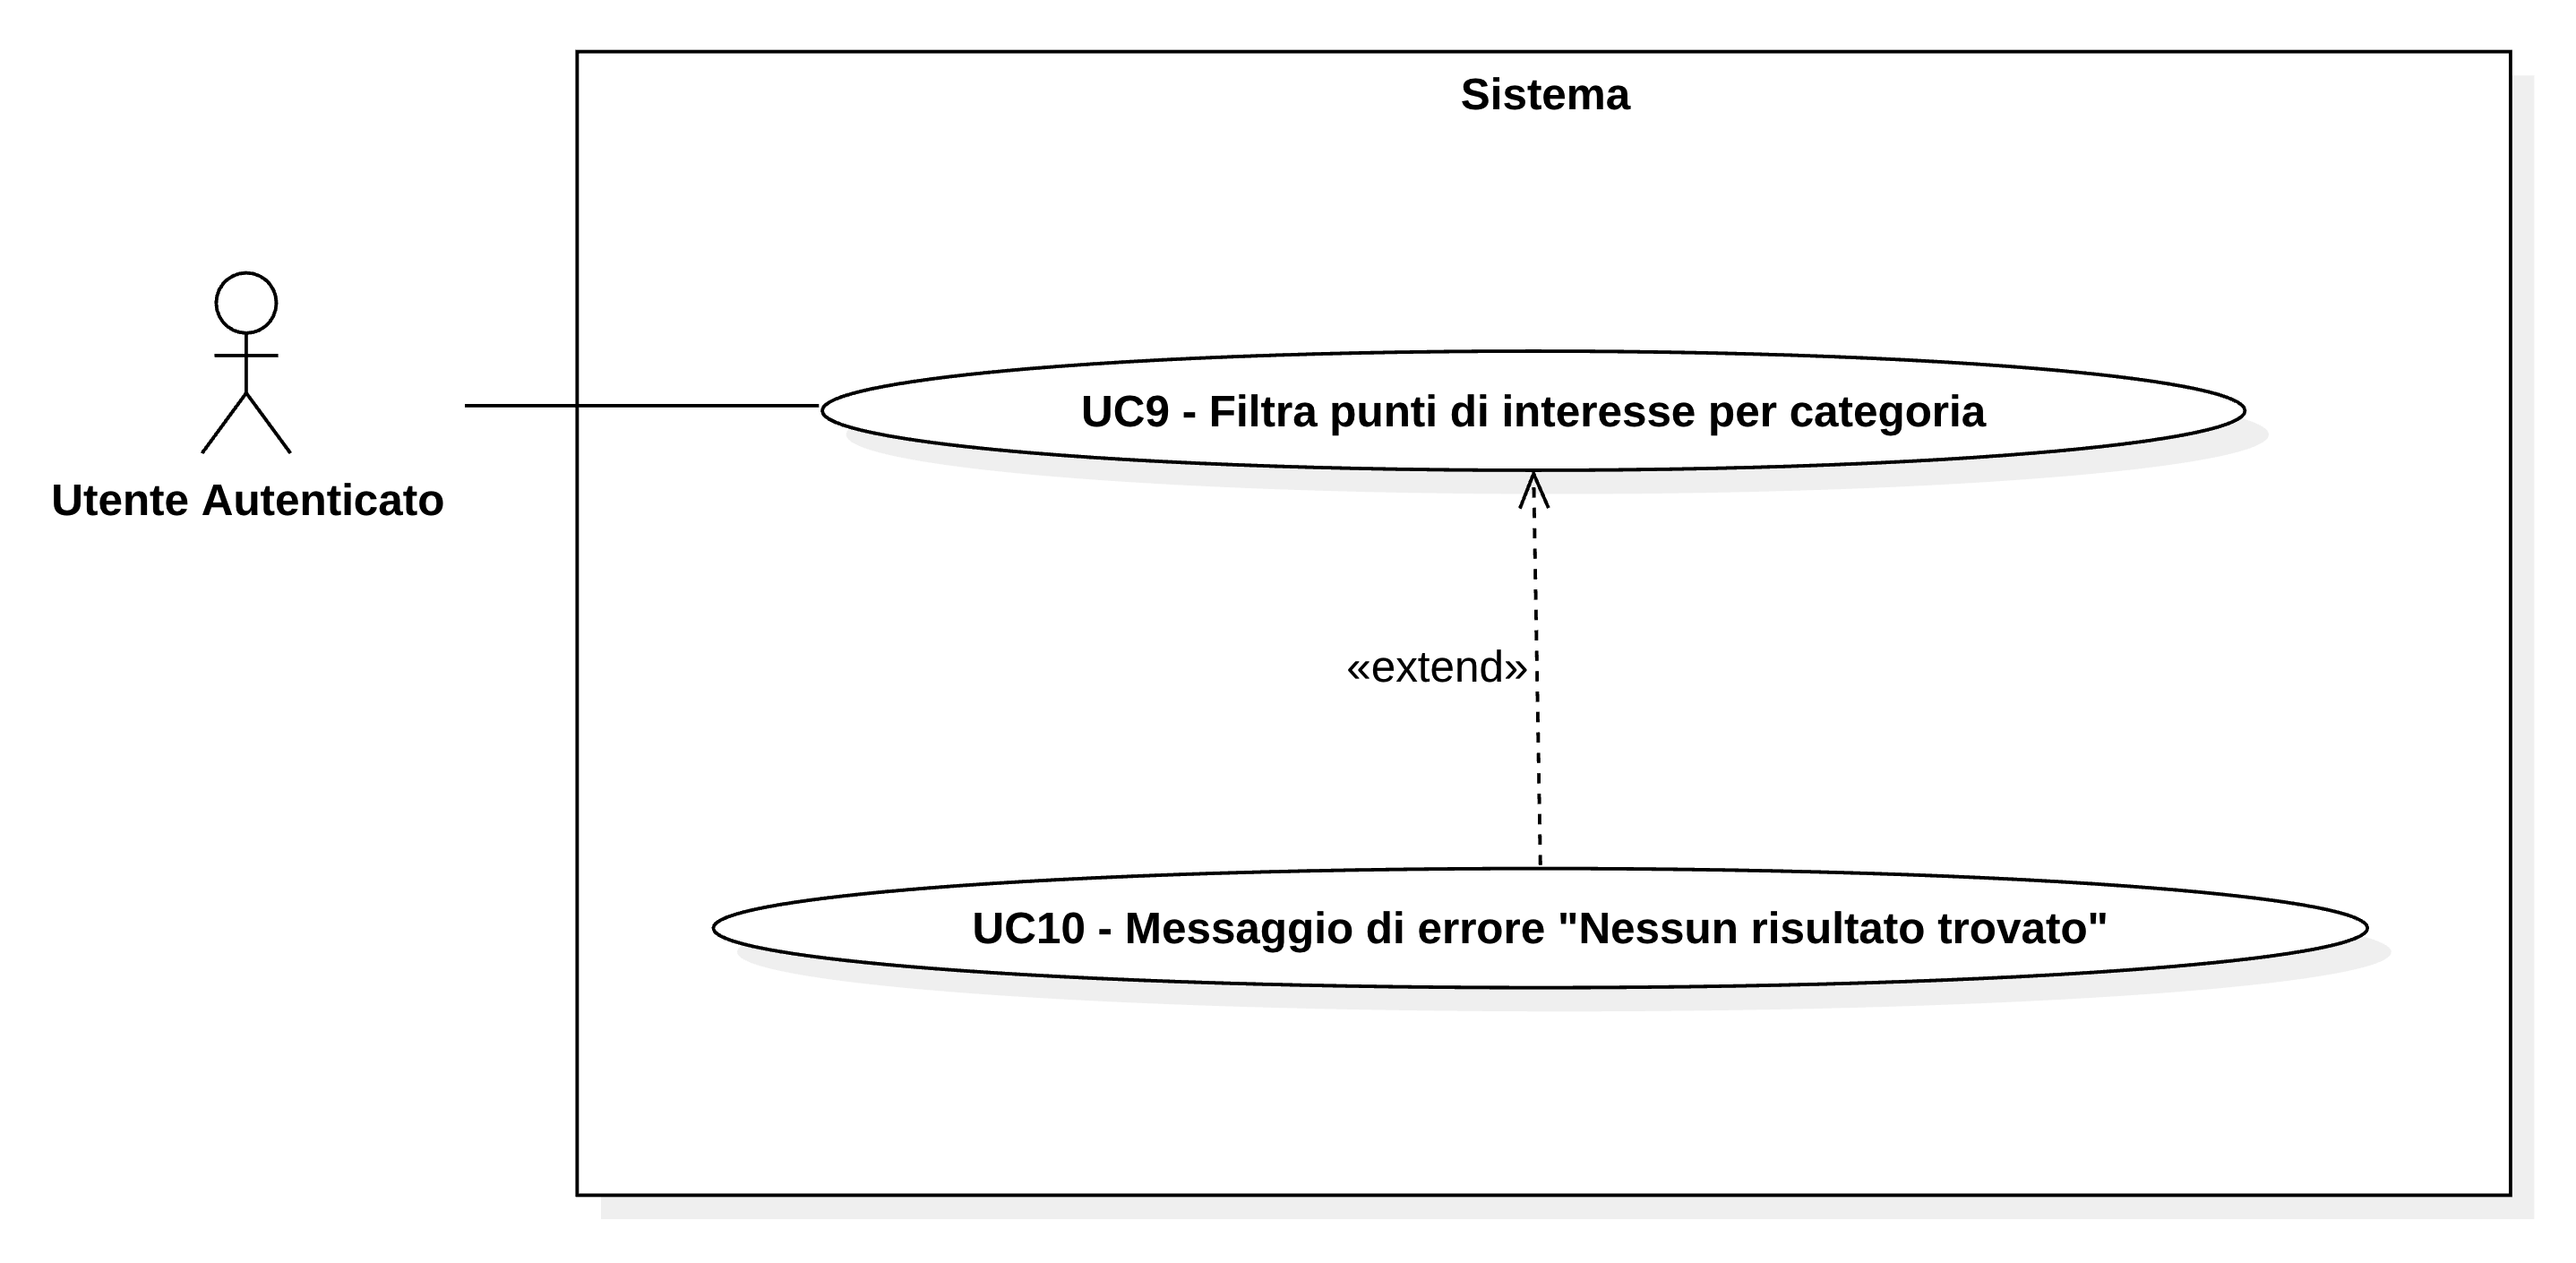 Sistema
UC9 - Filtra punti di interesse per categoria
Utente Autenticato
«extend»
UC10 - Messaggio di errore "Nessun risultato trovato"